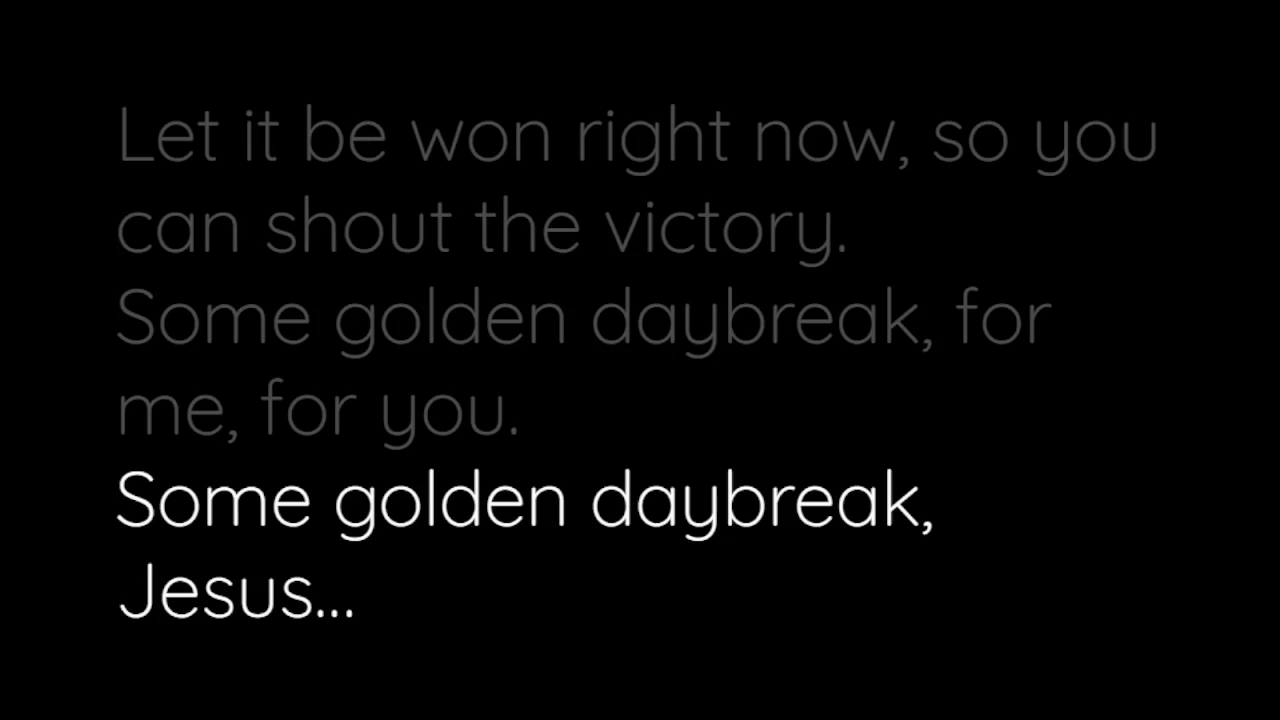 Let it be won right now, so you
can shout the victory.
Some golden daybreak, for
me, for you.
Some golden daybreak,
Jesus...